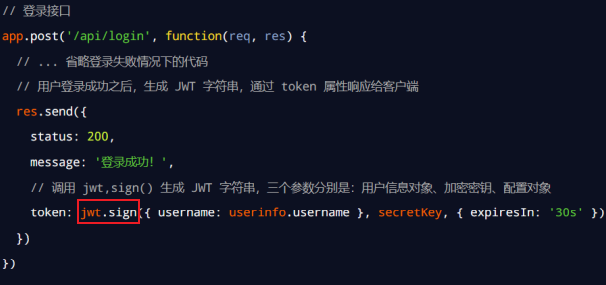 // 登录接口
app.post('/api/login', function(req, res) {
// ... 省略登录失败情况下的代码
// 用户登录成功之后，生成 JWT 字符串，通过 token 属性响应给客户端
res.send({
status: 200,
message: '登录成功！',
// 调用 jwt.sign() 生成 JWT 字符串，三个参数分别是：用户信息对象、加密密钥、配置对象
token: jwt.sign({ username: userinfo.username }, secretKey, { expiresIn: '30s' })
})
})